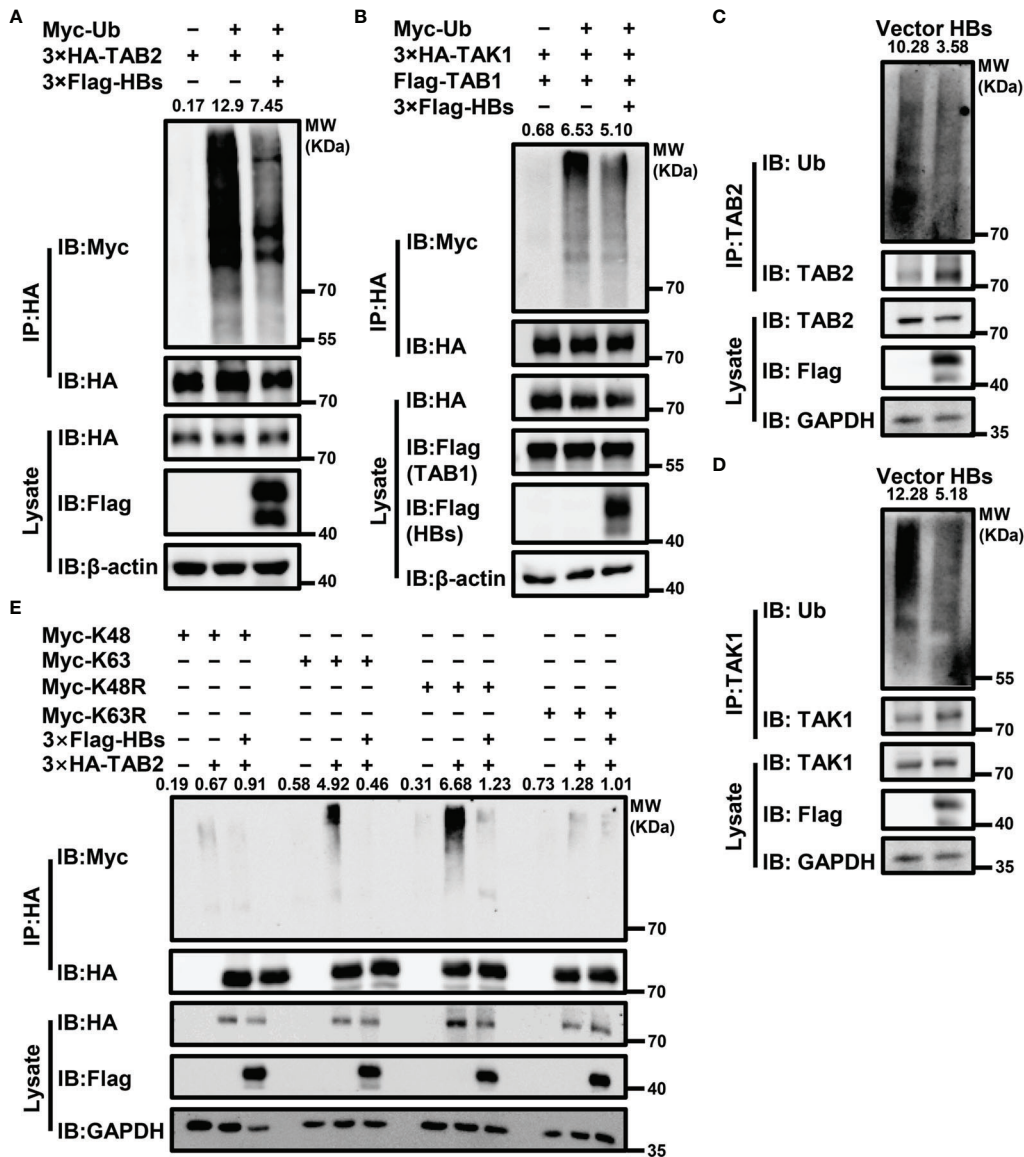 A
Myc-Ub − + +
3×HA-TAB2 + + +
3×Flag-HBs − − +
0.17 12.9 7.45
MW
(KDa)
IP:HA
IB:Myc
70
55
IB:HA
70
Lysate
IB:HA
70
IB:Flag
40
IB:β-actin
40
B
Myc-Ub − + +
3×HA-TAK1 + + +
Flag-TAB1 + + +
3×Flag-HBs − − +
0.68 6.53 5.10
MW
(KDa)
IP:HA
IB:Myc
70
IB:HA
70
Lysate
IB:HA
70
IB:Flag
(TAB1)
55
IB:Flag
(HBs)
40
IB:β-actin
40
C
Vector HBs
10.28 3.58
MW
(KDa)
IP:TAB2
IB: Ub
70
IB: TAB2
70
Lysate
IB: TAB2
70
IB: Flag
40
IB: GAPDH
35
D
Vector HBs
12.28 5.18
MW
(KDa)
IP:TAK1
IB: Ub
55
IB: TAK1
70
Lysate
IB: TAK1
70
IB: Flag
40
IB: GAPDH
35
E
Myc-K48 + + + − − − − − − − − −
Myc-K63 − − − + + + − − − − − −
Myc-K48R − − − − − − + + + − − −
Myc-K63R − − − − − − − − − + + +
3×Flag-HBs − − + − − + − − + − − +
3×HA-TAB2 − + + − + + − + + − + +
0.19 0.67 0.91 0.58 4.92 0.46 0.31 6.68 1.23 0.73 1.28 1.01
MW
(KDa)
IP:HA
IB:Myc
70
IB:HA
70
Lysate
IB:HA
70
IB:Flag
40
IB:GAPDH
35